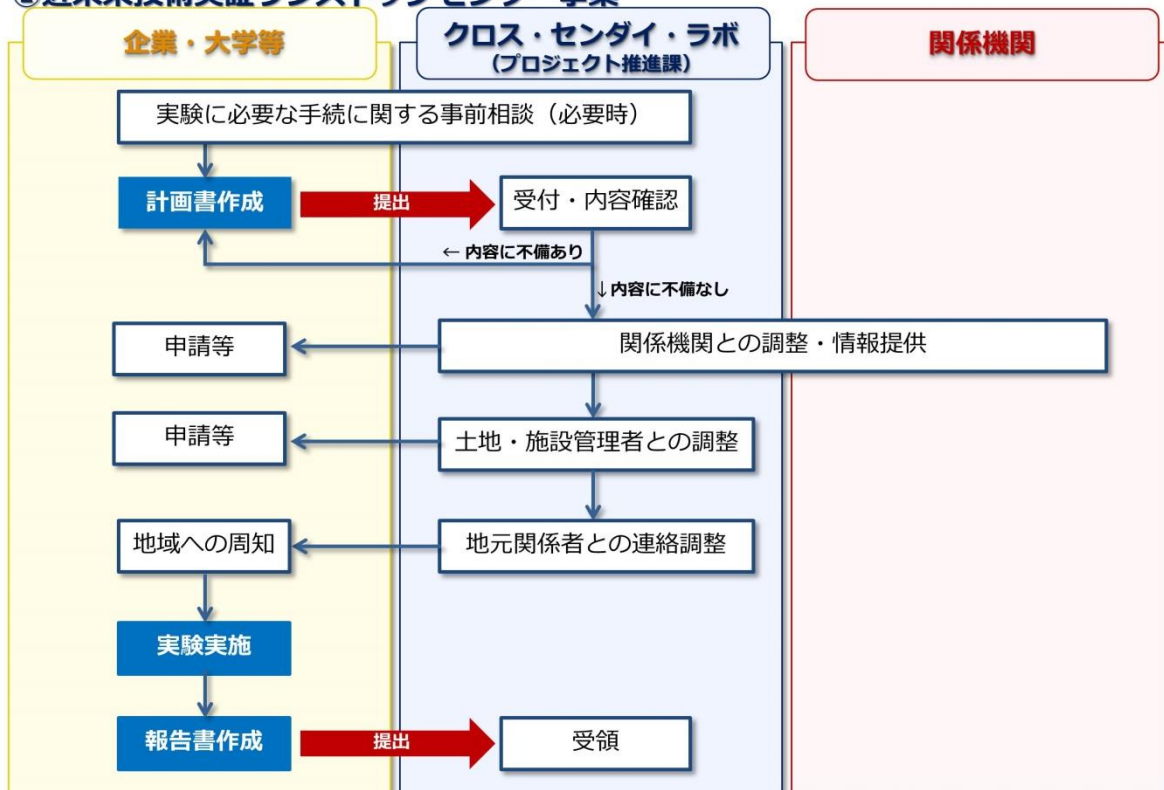 企業・大学等
クロス・センダイ・ラボ
(プロジェクト推進課)
関係機関
実験に必要な手続に関する事前相談（必要時）
計画書作成
提出
受付・内容確認
← 内容に不備あり
↓内容に不備なし
申請等
関係機関との調整・情報提供
申請等
土地・施設管理者との調整
地域への周知
地元関係者との連絡調整
実験実施
報告書作成
提出
受領